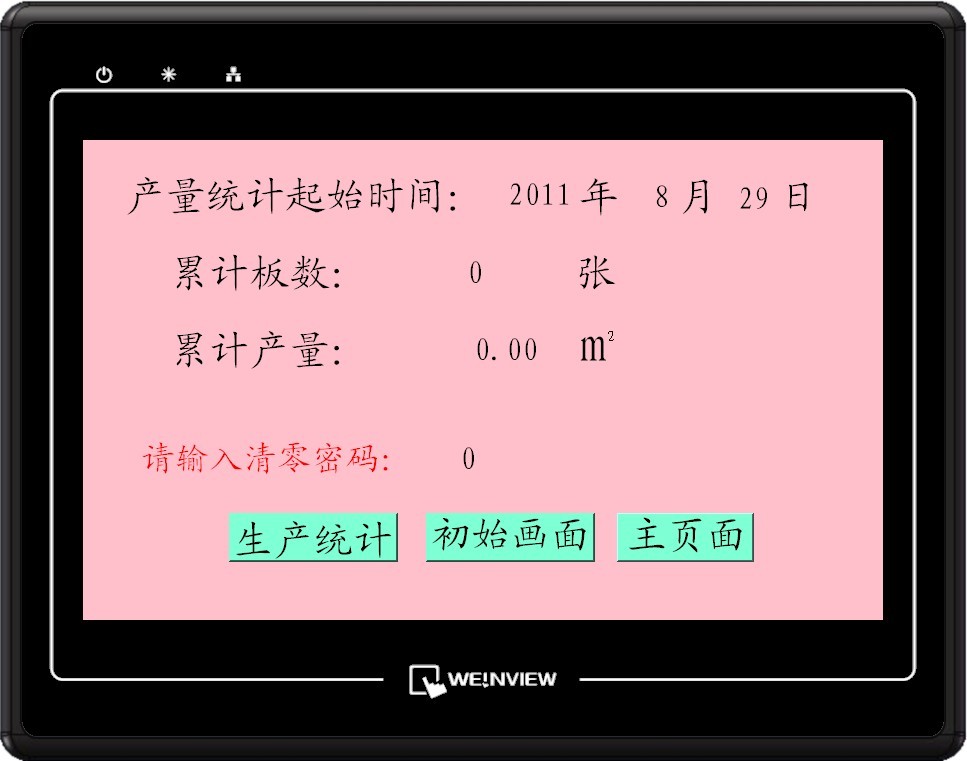 产量统计起始时间: 2011 年 8 月 29 日
累计板数: 0 张
累计产量: 0.00 m²
请输入清零密码: 0
生产统计 初始画面 主页面
WEINVIEW